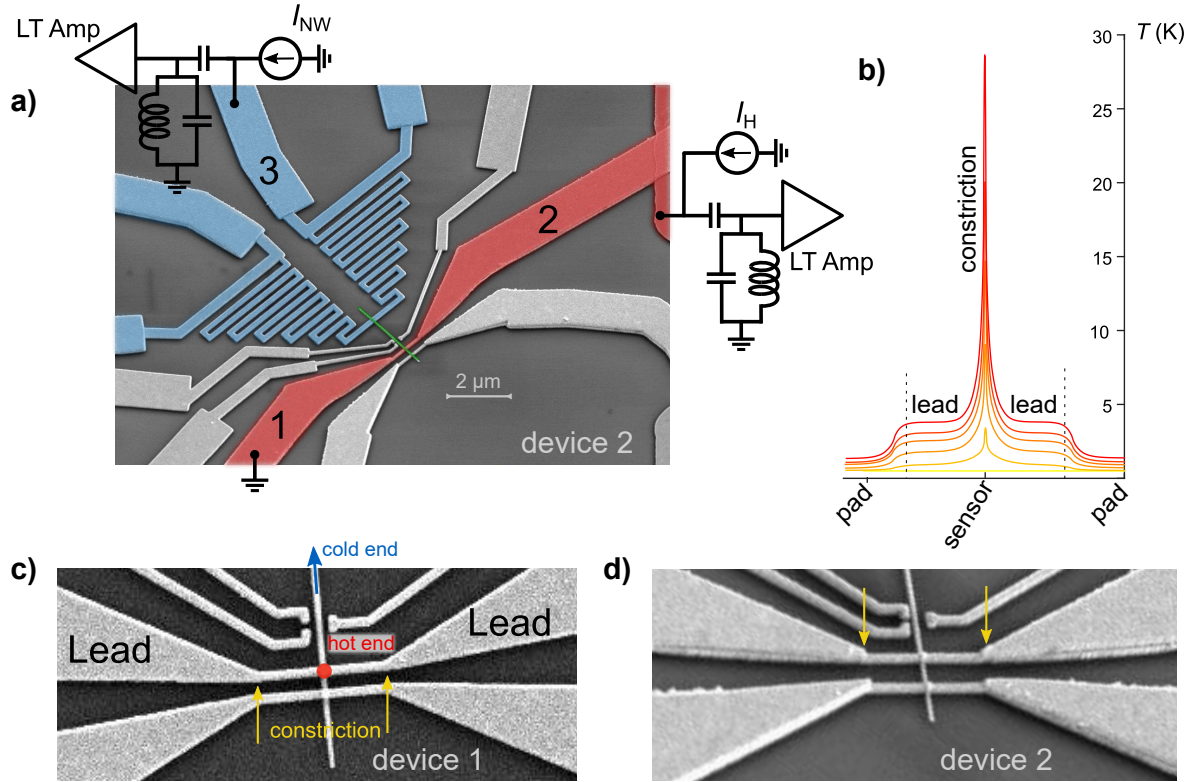 LT Amp
I_NW
a)
3
2
1
2 µm
device 2
I_H
LT Amp
b)
T (K)
30
25
20
15
10
5
constriction
lead
lead
pad
sensor
pad
c)
cold end
Lead
Lead
hot end
constriction
device 1
d)
device 2